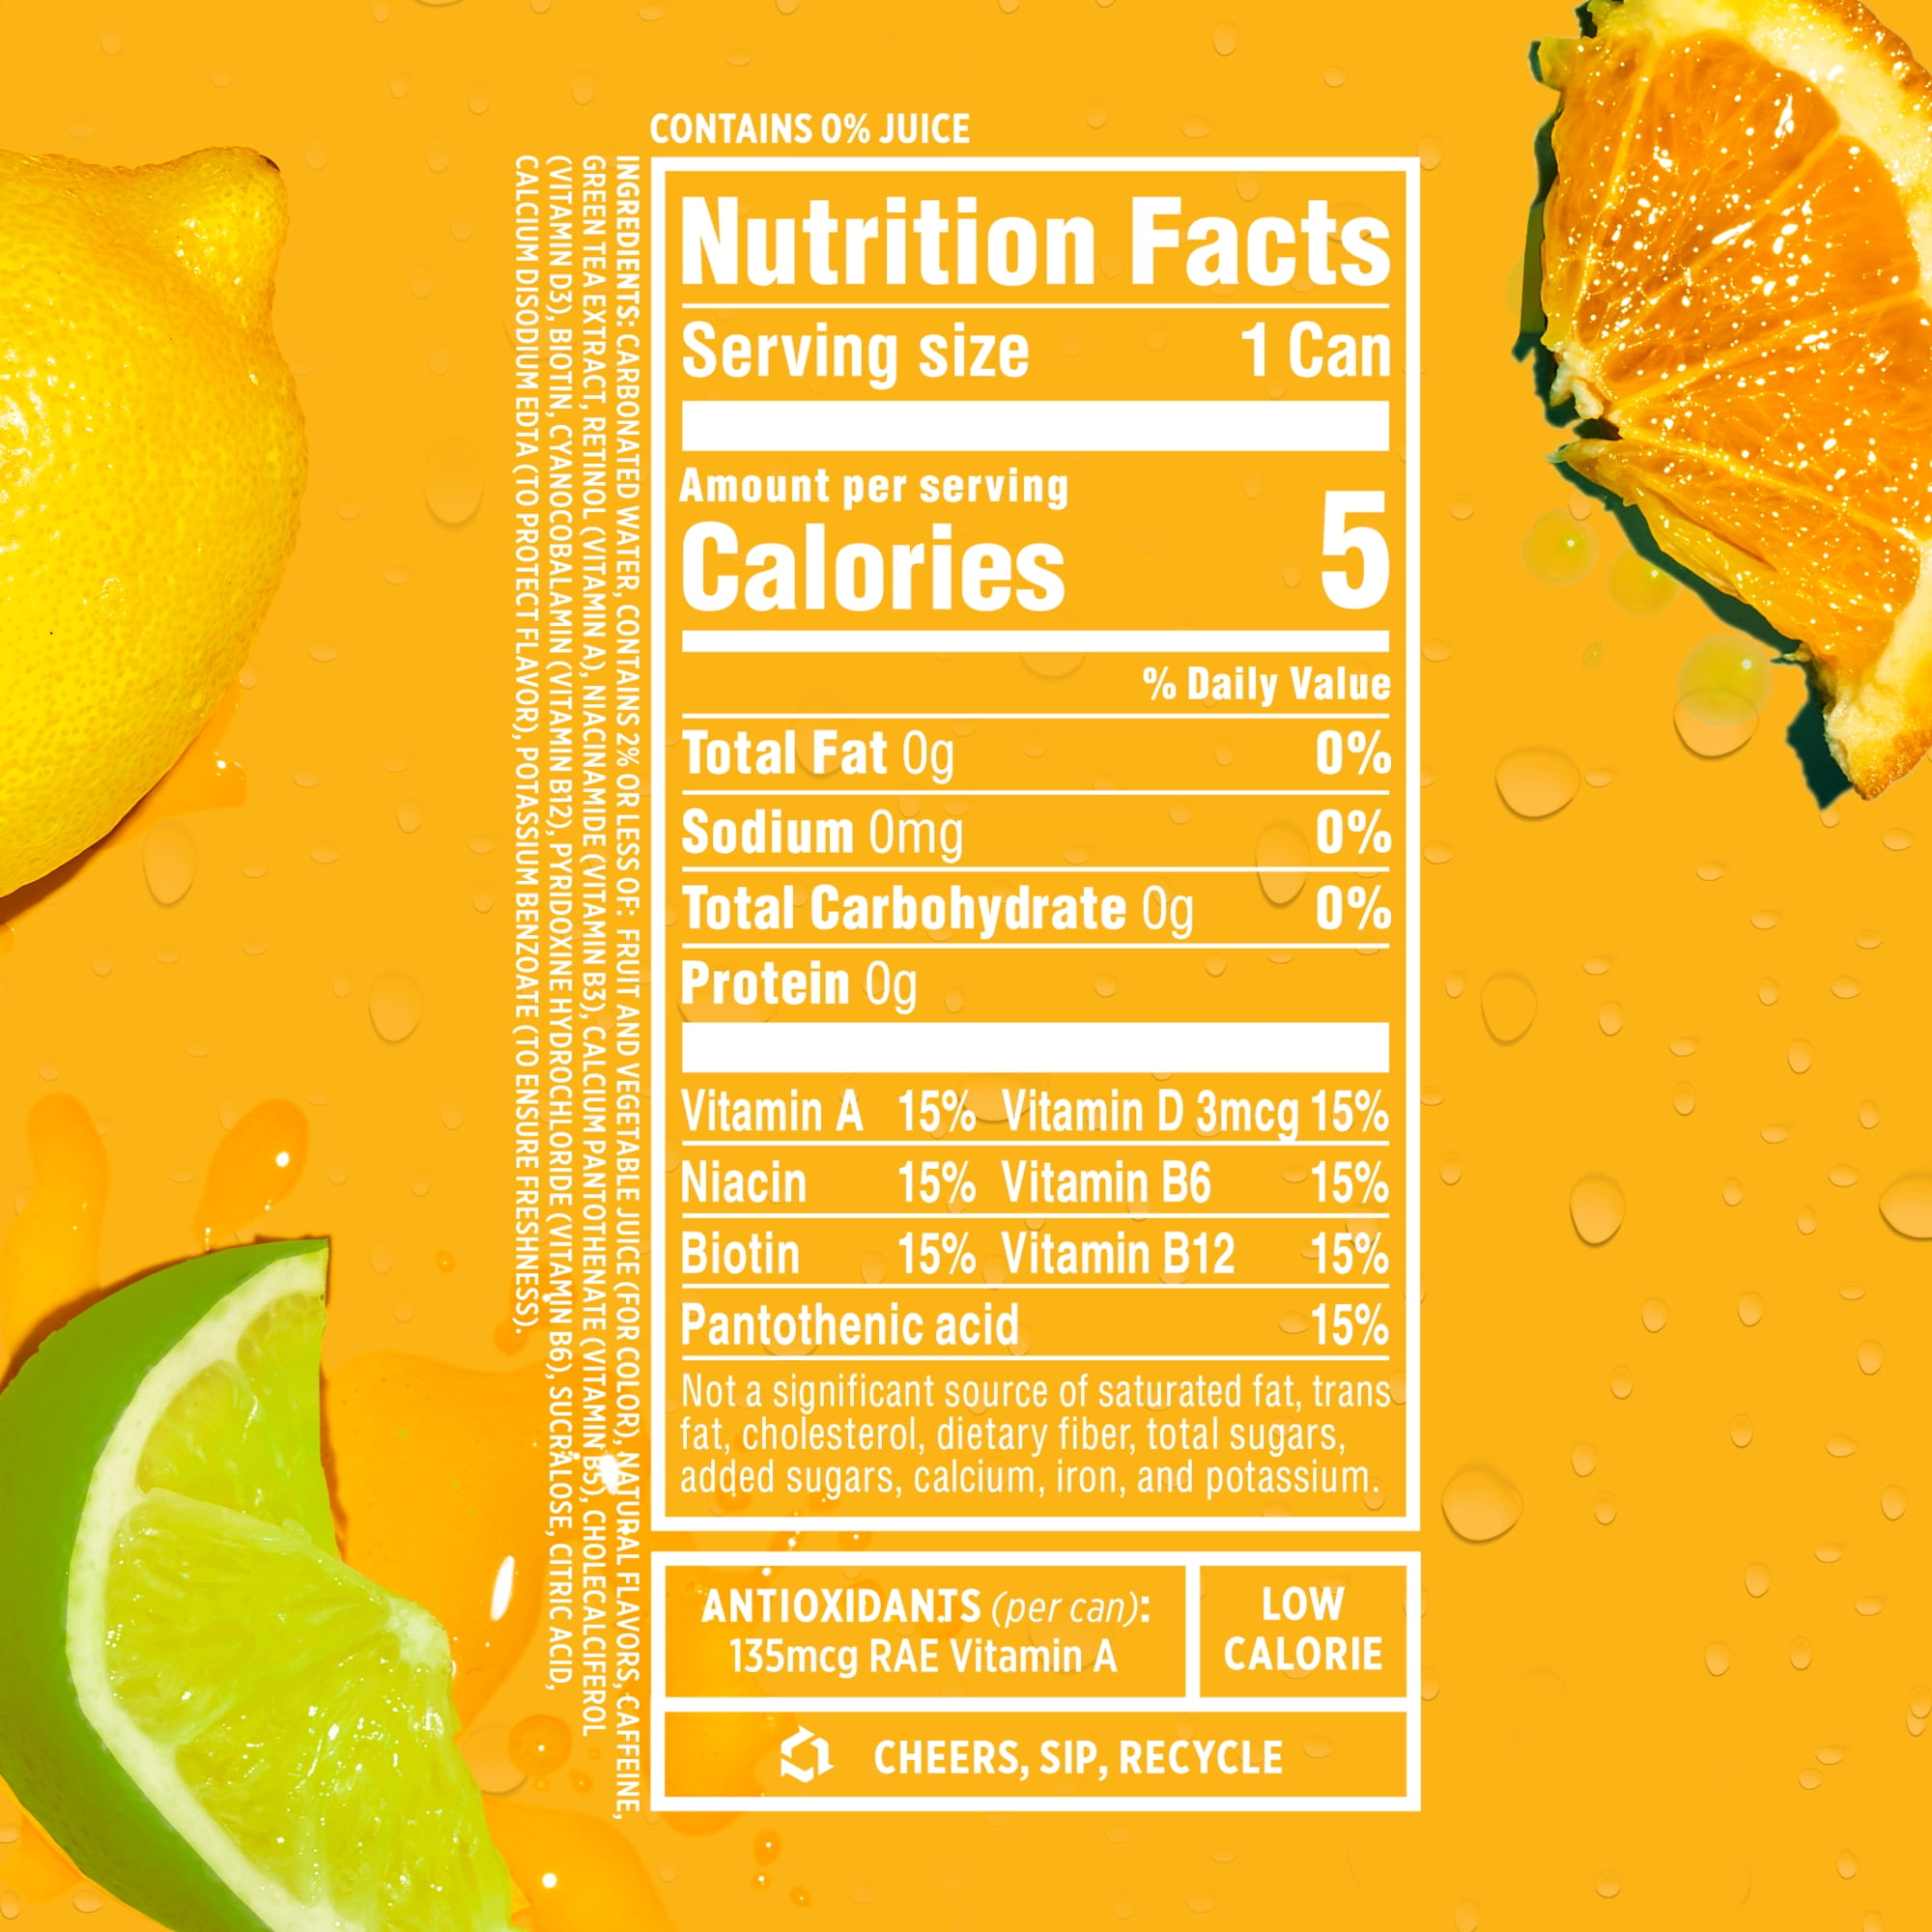 CONTAINS 0% JUICE
INGREDIENTS: CARBONATED WATER, CONTAINS 2% OR LESS OF: FRUIT AND VEGETABLE JUICE (FOR COLOR), NATURAL FLAVORS, CAFFEINE,
GREEN TEA EXTRACT, RETINOL (VITAMIN A), NIACINAMIDE (VITAMIN B3), CALCIUM PANTOTHENATE (VITAMIN B5), CHOLECALCIFEROL
(VITAMIN D3), BIOTIN, CYANOCOBALAMIN (VITAMIN B12), PYRIDOXINE HYDROCHLORIDE (VITAMIN B6), SUCRALOSE, CITRIC ACID,
CALCIUM DISODIUM EDTA (TO PROTECT FLAVOR), POTASSIUM BENZOATE (TO ENSURE FRESHNESS).
Nutrition Facts
Serving size 1 Can
Amount per serving
Calories 5
% Daily Value
Total Fat 0g 0%
Sodium 0mg 0%
Total Carbohydrate 0g 0%
Protein 0g
Vitamin A 15% Vitamin D 3mcg 15%
Niacin 15% Vitamin B6 15%
Biotin 15% Vitamin B12 15%
Pantothenic acid 15%
Not a significant source of saturated fat, trans
fat, cholesterol, dietary fiber, total sugars,
added sugars, calcium, iron, and potassium.
ANTIOXIDANTS (per can):
135mcg RAE Vitamin A
LOW
CALORIE
CHEERS, SIP, RECYCLE